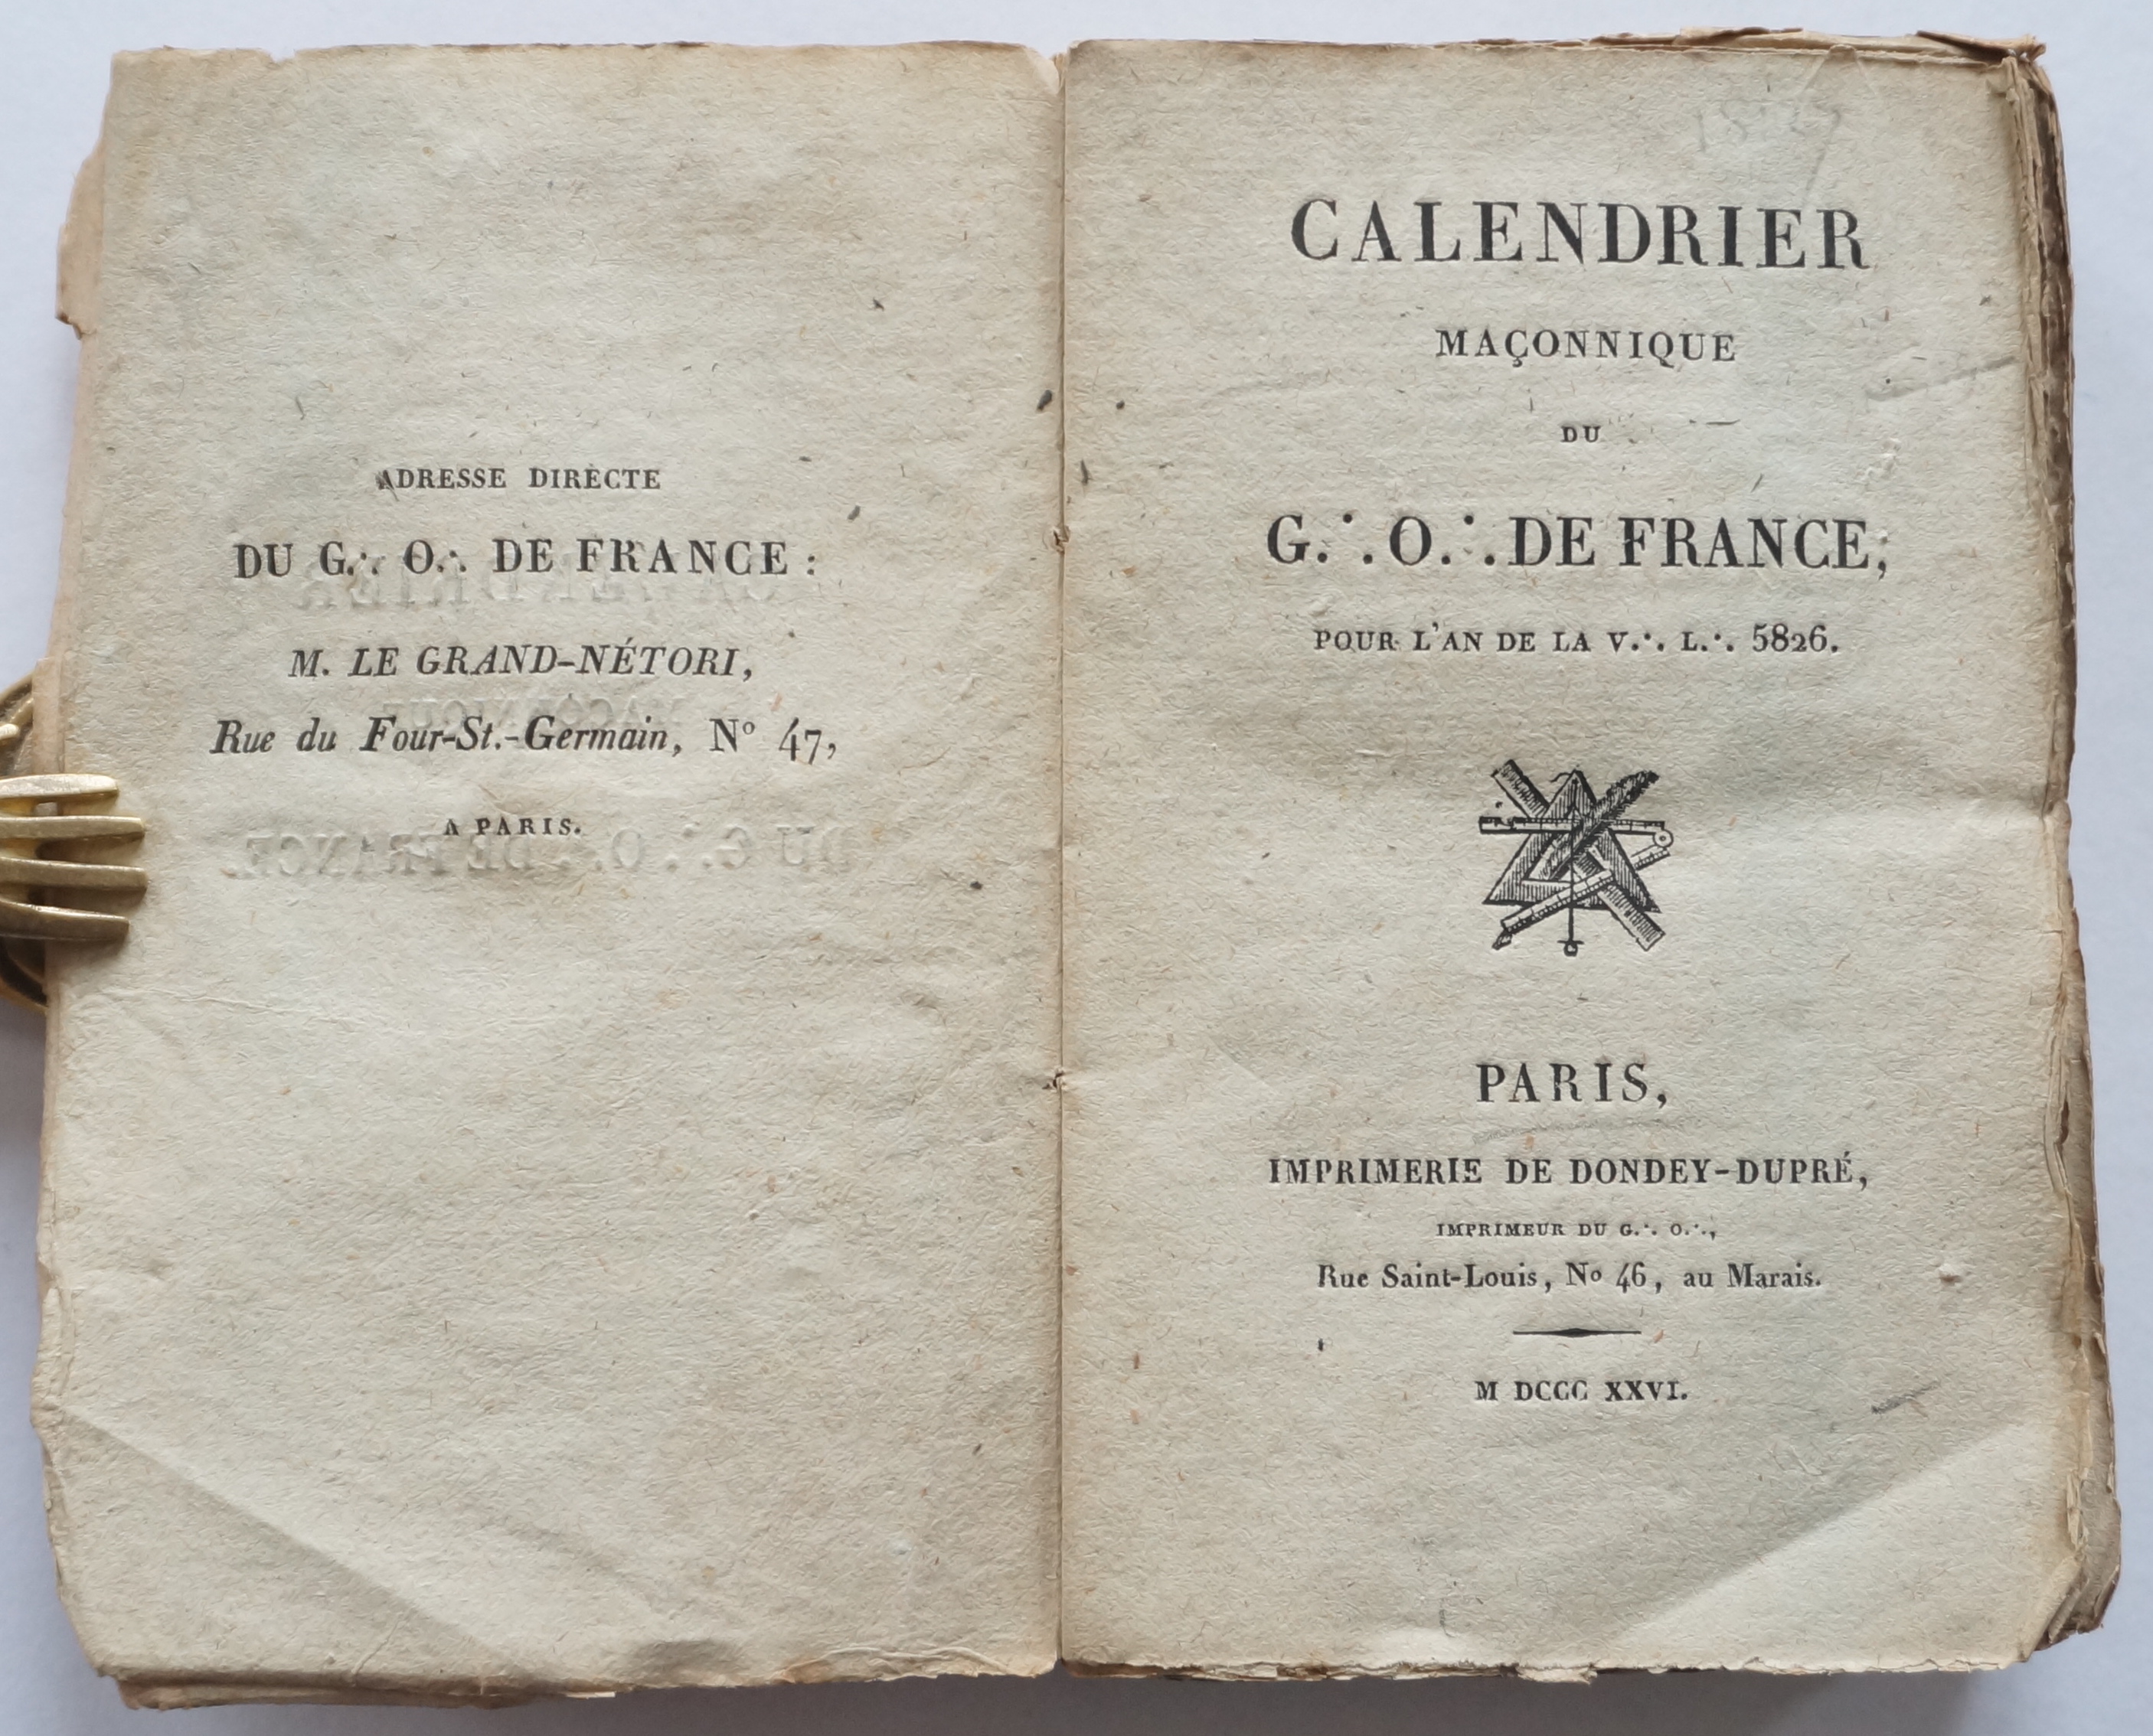 ADRESSE DIRECTE
DU G∴ O∴ DE FRANCE :
M. LE GRAND-NÉTORI,
Rue du Four-St.-Germain, Nº 47,
A PARIS.
CALENDRIER
MAÇONNIQUE
DU
G∴ O∴ DE FRANCE,
POUR L'AN DE LA V∴ L∴ 5826.
PARIS,
IMPRIMERIE DE DONDEY-DUPRÉ,
IMPRIMEUR DU G∴ O∴,
Rue Saint-Louis, No 46, au Marais.
M DCCC XXVI.